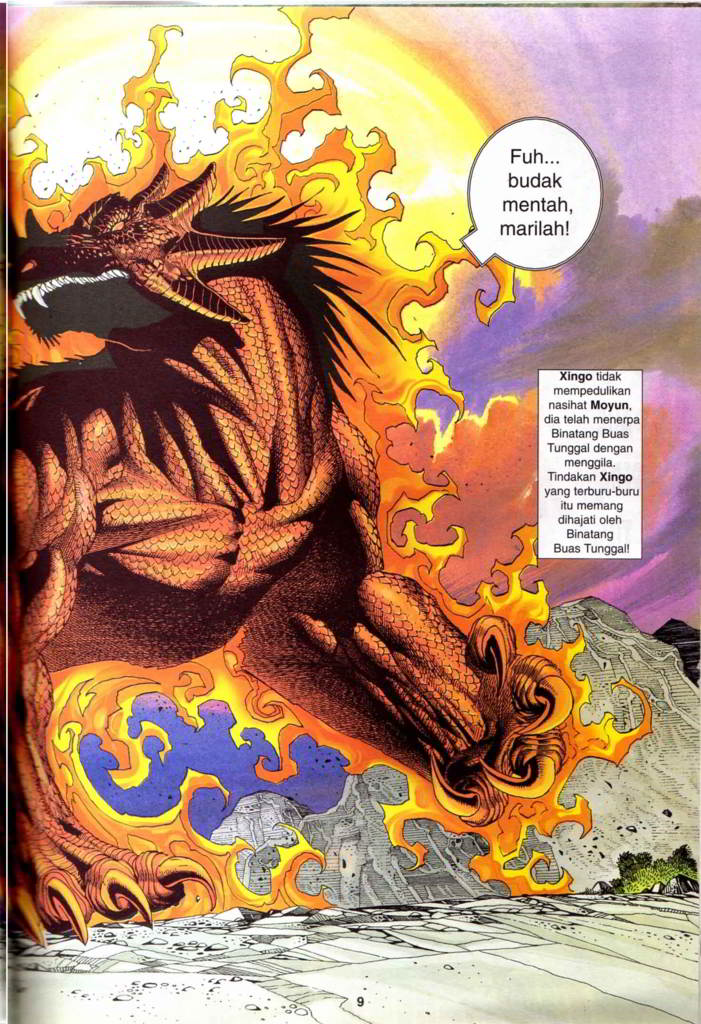 Fuh...
budak
mentah,
marilah!
Xingo tidak
mempedulikan
nasihat Moyun,
dia telah menerpa
Binatang Buas
Tunggal dengan
menggila.
Tindakan Xingo
yang terburu-buru
itu memang
dihajati oleh
Binatang
Buas Tunggal!
9